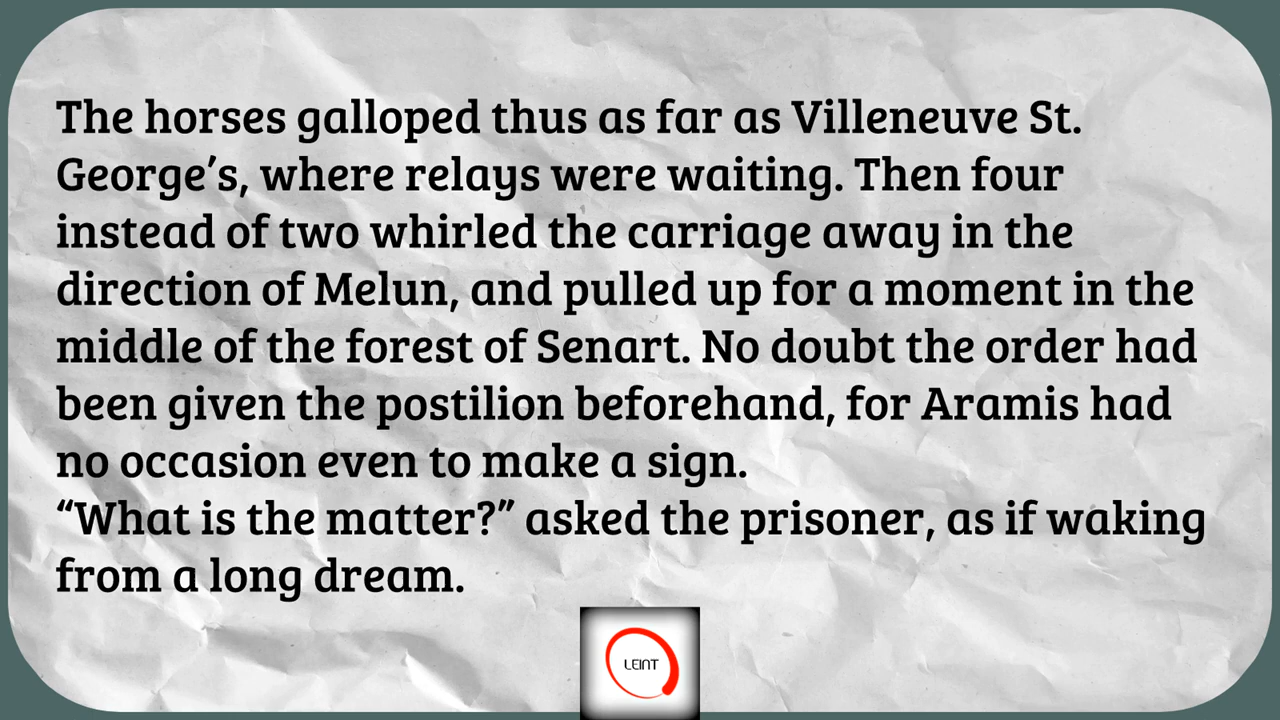 The horses galloped thus as far as Villeneuve St.
George’s, where relays were waiting. Then four
instead of two whirled the carriage away in the
direction of Melun, and pulled up for a moment in the
middle of the forest of Senart. No doubt the order had
been given the postilion beforehand, for Aramis had
no occasion even to make a sign.
“What is the matter?” asked the prisoner, as if waking
from a long dream.
LEINT